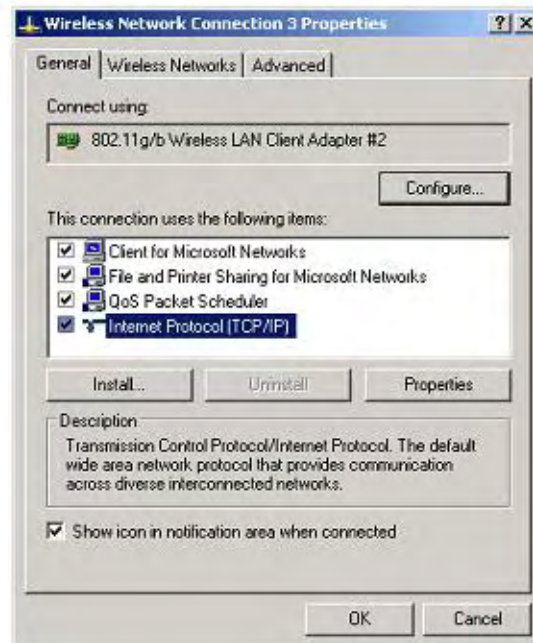 Wireless Network Connection 3 Properties
General Wireless Networks Advanced
Connect using:
802.11g/b Wireless LAN Client Adapter #2
Configure...
This connection uses the following items:
Client for Microsoft Networks
File and Printer Sharing for Microsoft Networks
QoS Packet Scheduler
Internet Protocol (TCP/IP)
Install... Uninstall Properties
Description
Transmission Control Protocol/Internet Protocol. The default
wide area network protocol that provides communication
across diverse interconnected networks.
Show icon in notification area when connected
OK Cancel